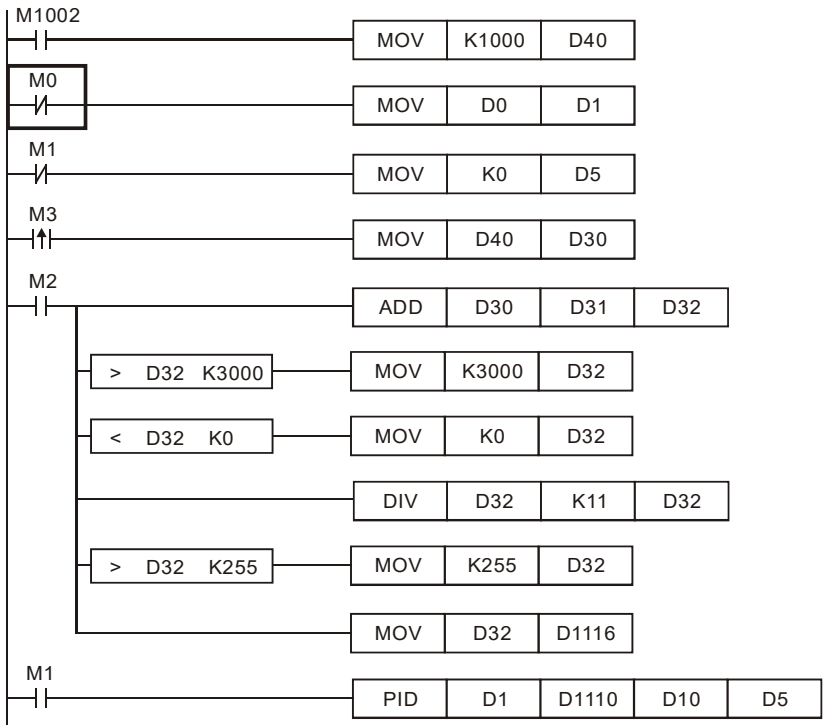 M1002
MOV K1000 D40
M0
MOV D0 D1
M1
MOV K0 D5
M3
MOV D40 D30
M2
ADD D30 D31 D32
> D32 K3000 MOV K3000 D32
< D32 K0 MOV K0 D32
DIV D32 K11 D32
> D32 K255 MOV K255 D32
MOV D32 D1116
M1
PID D1 D1110 D10 D5